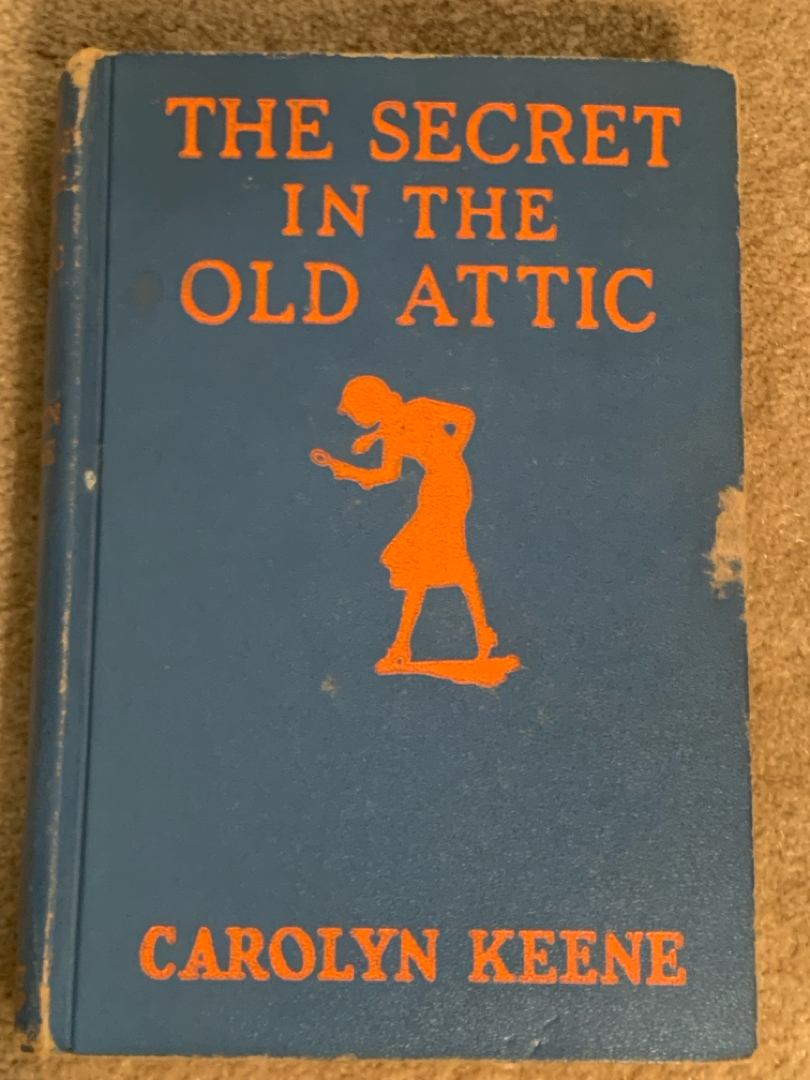 THE SECRET
IN THE
OLD ATTIC
CAROLYN KEENE